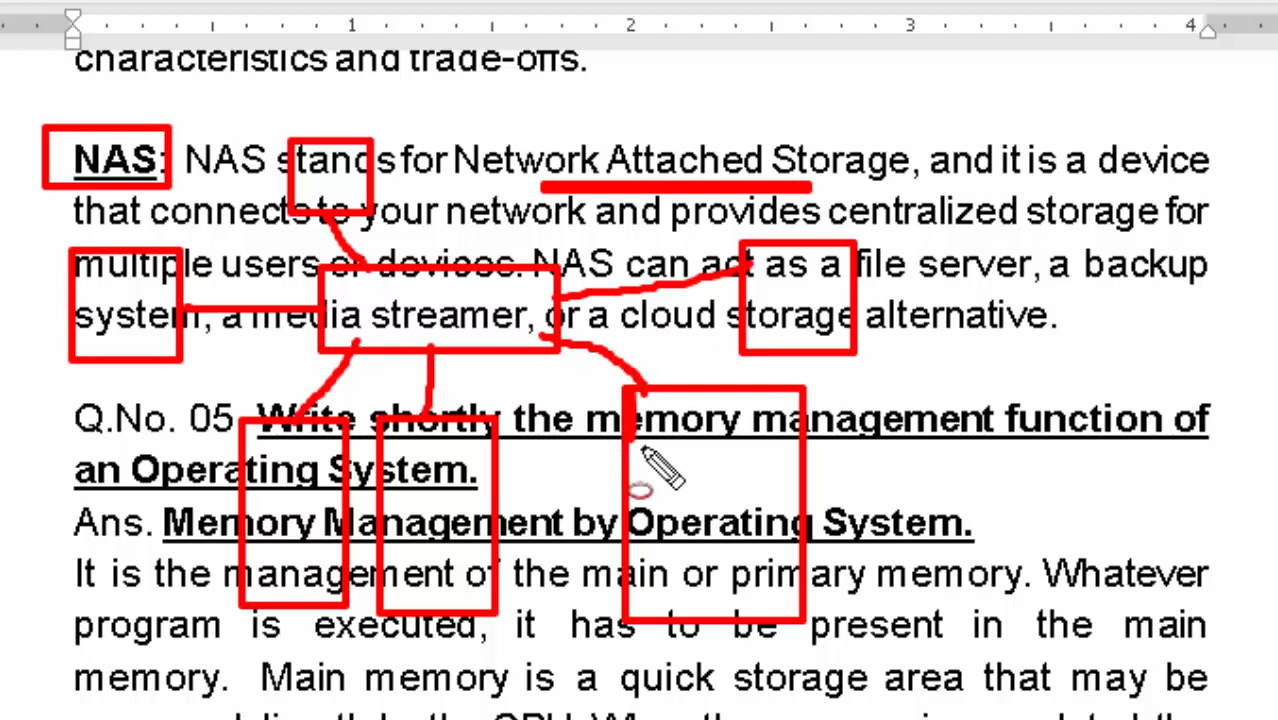 1 2 3 4
characteristics and trade-offs.
NAS: NAS stands for Network Attached Storage, and it is a device
that connects to your network and provides centralized storage for
multiple users or devices. NAS can act as a file server, a backup
system, a media streamer, or a cloud storage alternative.
Q.No. 05. Write shortly the memory management function of
an Operating System.
Ans. Memory Management by Operating System.
It is the management of the main or primary memory. Whatever
program is executed, it has to be present in the main
memory. Main memory is a quick storage area that may be